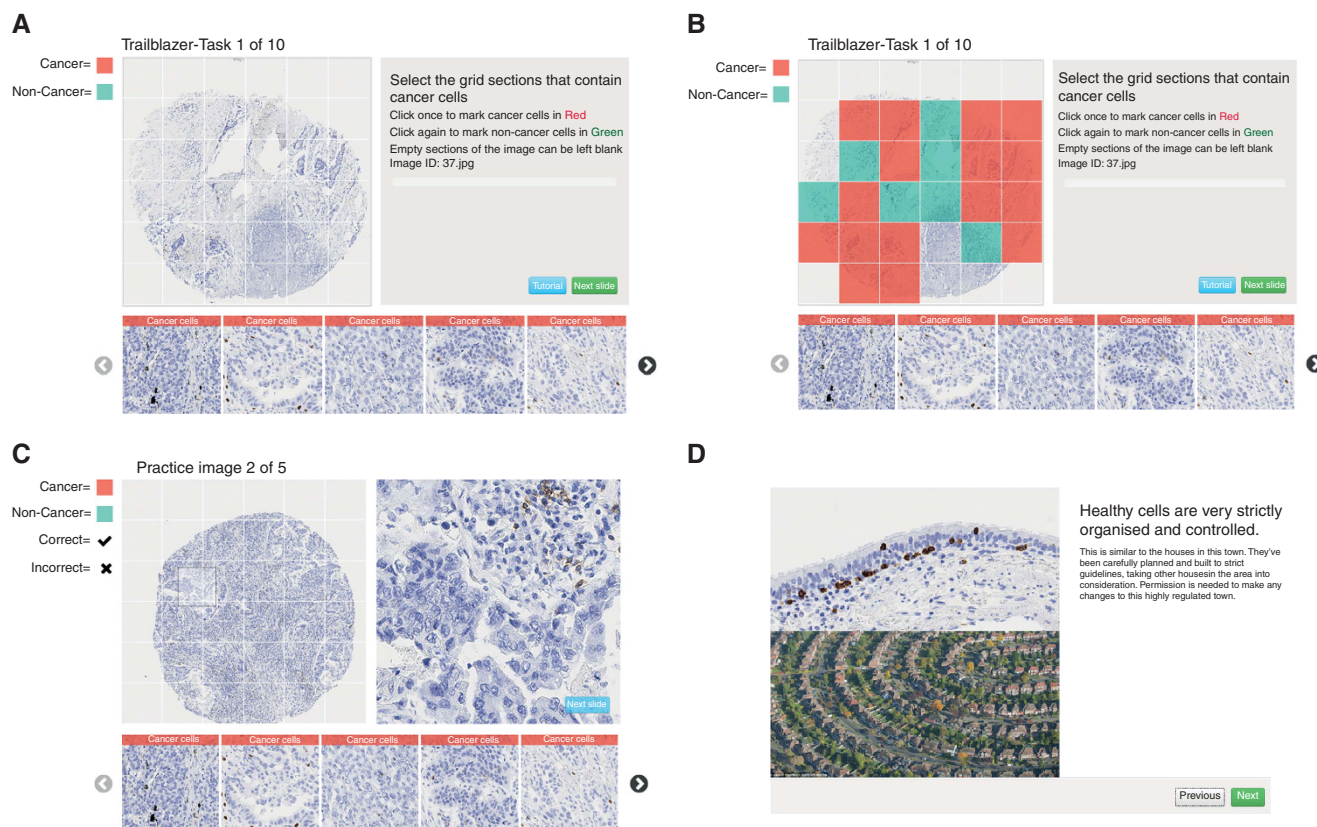 A
Trailblazer-Task 1 of 10
Cancer=
Non-Cancer=
Select the grid sections that contain
cancer cells
Click once to mark cancer cells in Red
Click again to mark non-cancer cells in Green
Empty sections of the image can be left blank
Image ID: 37.jpg
Tutorial
Next slide
Cancer cells
Cancer cells
Cancer cells
Cancer cells
Cancer cells
B
Trailblazer-Task 1 of 10
Cancer=
Non-Cancer=
Select the grid sections that contain
cancer cells
Click once to mark cancer cells in Red
Click again to mark non-cancer cells in Green
Empty sections of the image can be left blank
Image ID: 37.jpg
Tutorial
Next slide
Cancer cells
Cancer cells
Cancer cells
Cancer cells
Cancer cells
C
Practice image 2 of 5
Cancer=
Non-Cancer=
Correct=
Incorrect=
Next slide
Cancer cells
Cancer cells
Cancer cells
Cancer cells
Cancer cells
D
Healthy cells are very strictly
organised and controlled.
This is similar to the houses in this town. They've
been carefully planned and built to strict
guidelines, taking other housesin the area into
consideration. Permission is needed to make any
changes to this highly regulated town.
Previous
Next